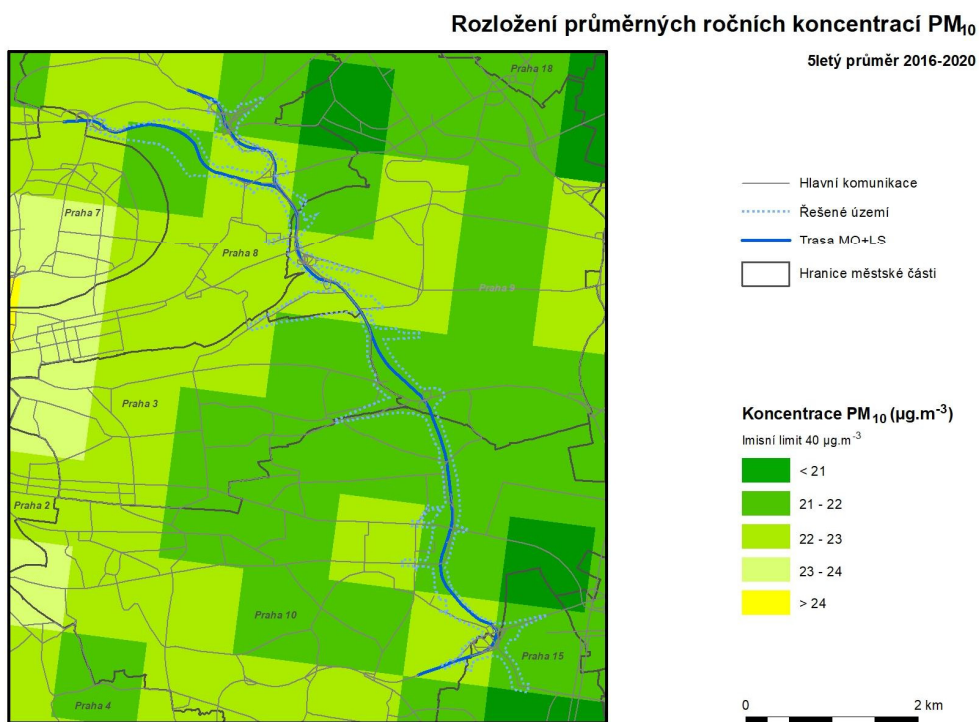 Rozložení průměrných ročních koncentrací PM10
5letý průměr 2016-2020
Praha 18
Praha 7
Praha 8
Praha 9
Praha 3
Praha 2
Praha 10
Praha 15
Praha 4
Hlavní komunikace
Řešené území
Trasa MO+LS
Hranice městské části
Koncentrace PM10 (µg.m-3)
Imisní limit 40 µg.m-3
< 21
21 - 22
22 - 23
23 - 24
> 24
0 2 km